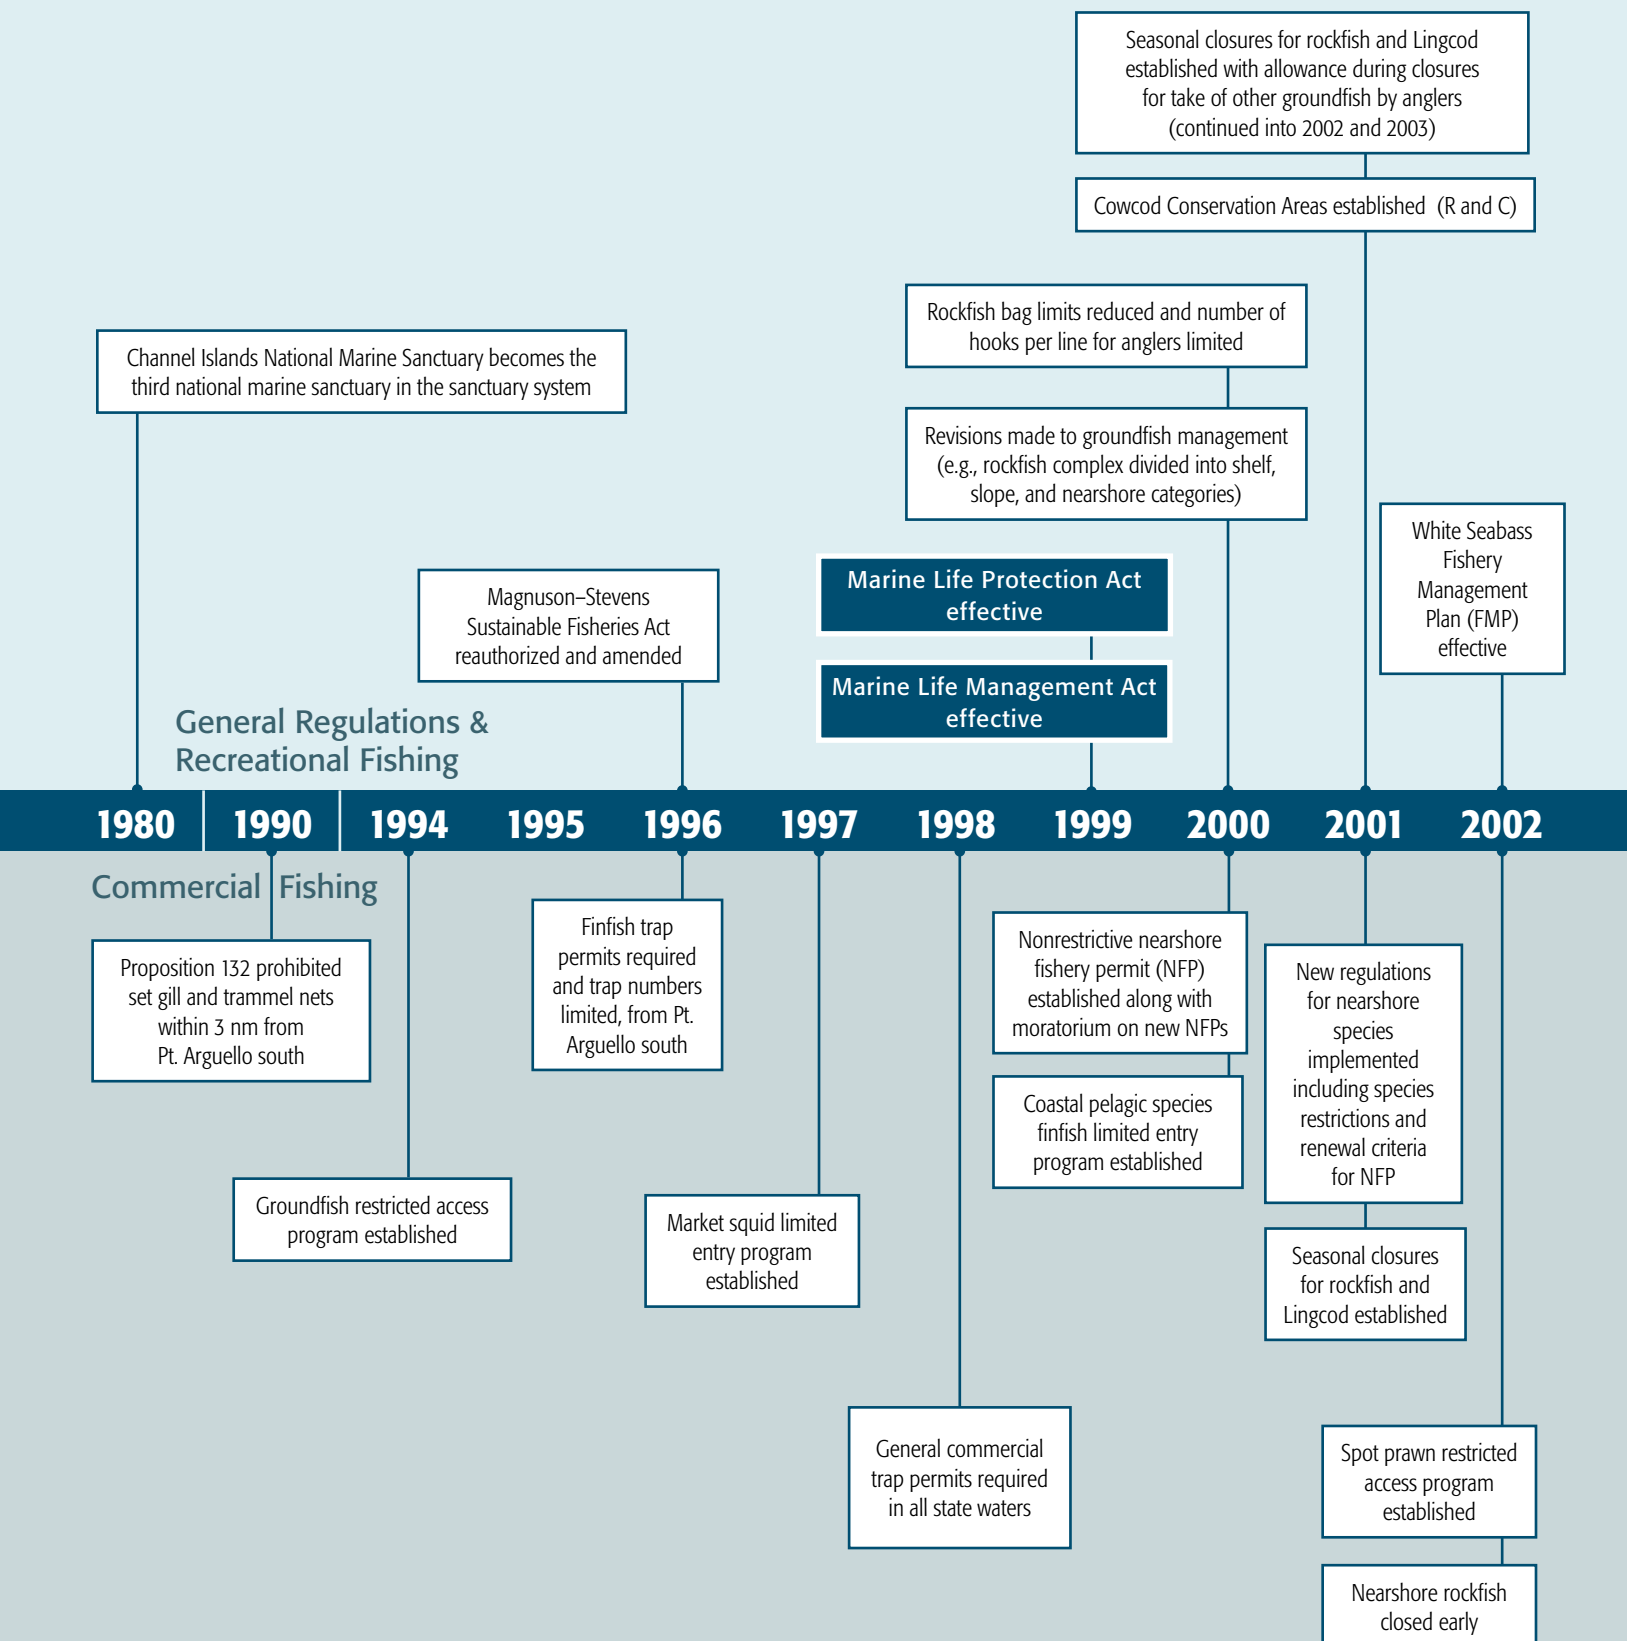 Seasonal closures for rockfish and Lingcod
established with allowance during closures
for take of other groundfish by anglers
(continued into 2002 and 2003)
Cowcod Conservation Areas established (R and C)
Rockfish bag limits reduced and number of
hooks per line for anglers limited
Channel Islands National Marine Sanctuary becomes the
third national marine sanctuary in the sanctuary system
Revisions made to groundfish management
(e.g., rockfish complex divided into shelf,
slope, and nearshore categories)
White Seabass
Fishery
Management
Plan (FMP)
effective
Marine Life Protection Act
effective
Magnuson–Stevens
Sustainable Fisheries Act
reauthorized and amended
Marine Life Management Act
effective
General Regulations &
Recreational Fishing
1980 1990 1994 1995 1996 1997 1998 1999 2000 2001 2002
Commercial Fishing
Proposition 132 prohibited
set gill and trammel nets
within 3 nm from
Pt. Arguello south
Finfish trap
permits required
and trap numbers
limited, from Pt.
Arguello south
Nonrestrictive nearshore
fishery permit (NFP)
established along with
moratorium on new NFPs
New regulations
for nearshore
species
implemented
including species
restrictions and
renewal criteria
for NFP
Coastal pelagic species
finfish limited entry
program established
Groundfish restricted access
program established
Market squid limited
entry program
established
Seasonal closures
for rockfish and
Lingcod established
General commercial
trap permits required
in all state waters
Spot prawn restricted
access program
established
Nearshore rockfish
closed early